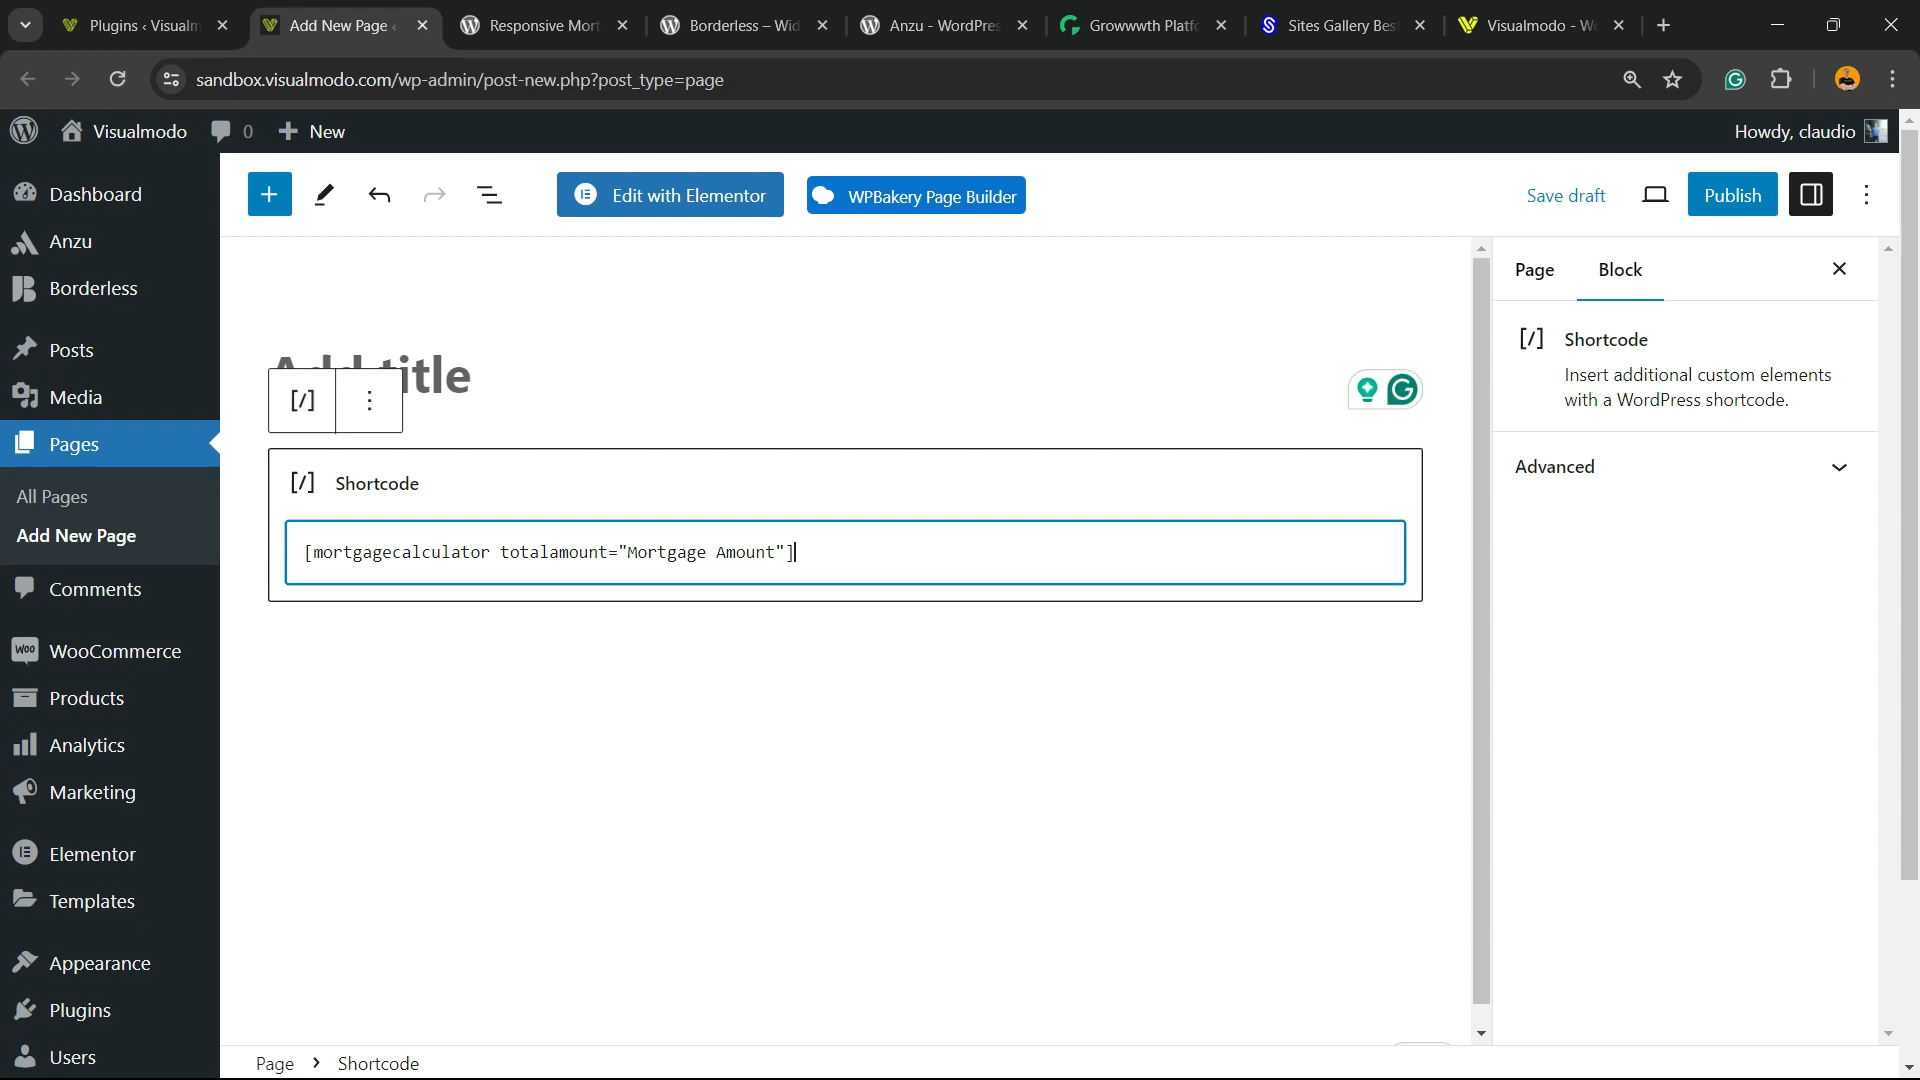 Plugins ‹ Visualm
Add New Page ‹
Responsive Mort
Borderless – Wid
Anzu - WordPres
Growwwth Platfo
Sites Gallery Bes
Visualmodo - Wo
sandbox.visualmodo.com/wp-admin/post-new.php?post_type=page
Visualmodo
0
New
Howdy, claudio
Dashboard
Anzu
Borderless
Posts
Media
Pages
All Pages
Add New Page
Comments
WooCommerce
Products
Analytics
Marketing
Elementor
Templates
Appearance
Plugins
Users
Edit with Elementor
WPBakery Page Builder
Save draft
Publish
Add title
[/]
[/] Shortcode
[mortgagecalculator totalamount="Mortgage Amount"]
Page
Block
[/] Shortcode
Insert additional custom elements
with a WordPress shortcode.
Advanced
Page › Shortcode